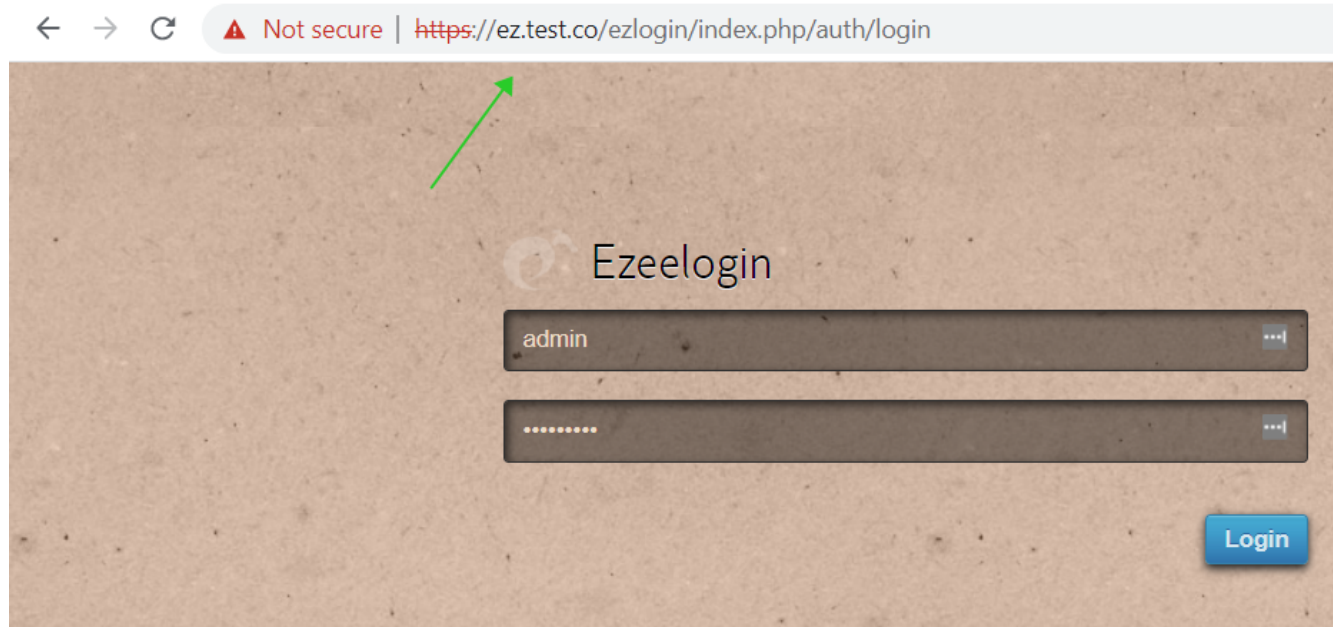 Not secure | https://ez.test.co/ezlogin/index.php/auth/login
Ezeelogin
admin
•••••••••
Login